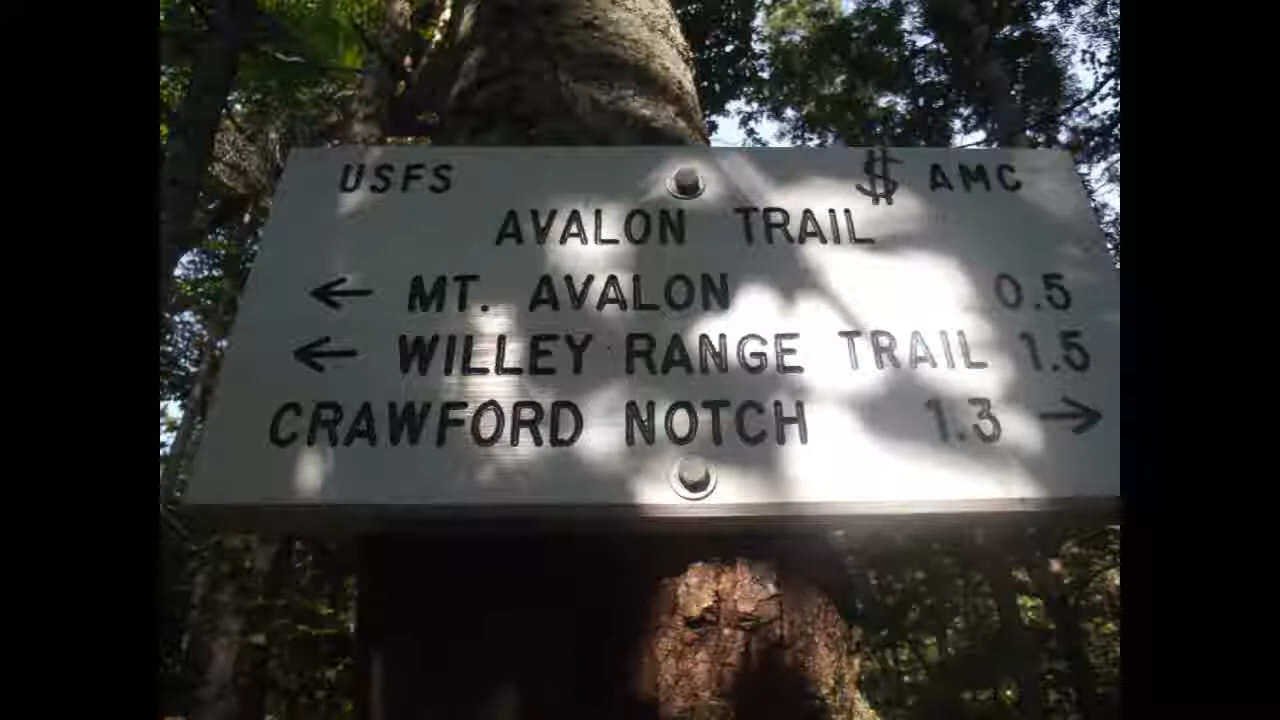 USFS $ AMC
AVALON TRAIL
← MT. AVALON 0.5
← WILLEY RANGE TRAIL 1.5
CRAWFORD NOTCH 1.3 →